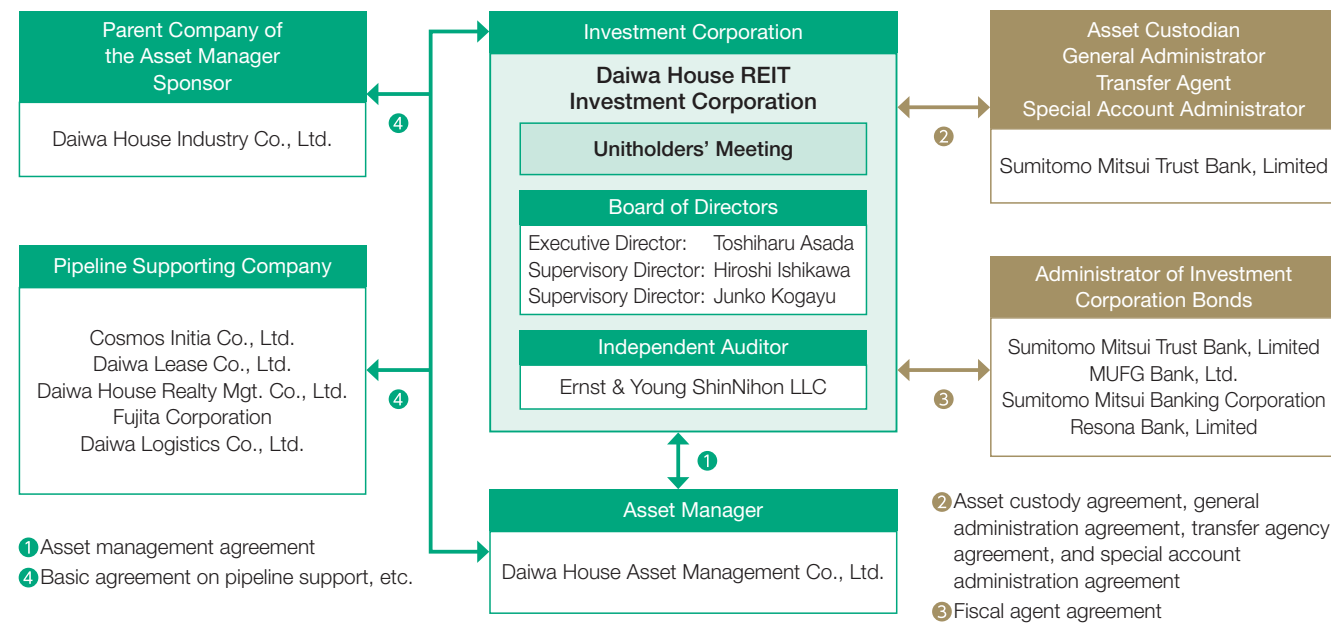 Parent Company of
the Asset Manager
Sponsor
Daiwa House Industry Co., Ltd.
4
Pipeline Supporting Company
Cosmos Initia Co., Ltd.
Daiwa Lease Co., Ltd.
Daiwa House Realty Mgt. Co., Ltd.
Fujita Corporation
Daiwa Logistics Co., Ltd.
4
1 Asset management agreement
4 Basic agreement on pipeline support, etc.
Investment Corporation
Daiwa House REIT
Investment Corporation
Unitholders’ Meeting
Board of Directors
Executive Director: Toshiharu Asada
Supervisory Director: Hiroshi Ishikawa
Supervisory Director: Junko Kogayu
Independent Auditor
Ernst & Young ShinNihon LLC
1
Asset Manager
Daiwa House Asset Management Co., Ltd.
Asset Custodian
General Administrator
Transfer Agent
Special Account Administrator
Sumitomo Mitsui Trust Bank, Limited
2
Administrator of Investment
Corporation Bonds
Sumitomo Mitsui Trust Bank, Limited
MUFG Bank, Ltd.
Sumitomo Mitsui Banking Corporation
Resona Bank, Limited
3
2 Asset custody agreement, general
administration agreement, transfer agency
agreement, and special account
administration agreement
3 Fiscal agent agreement